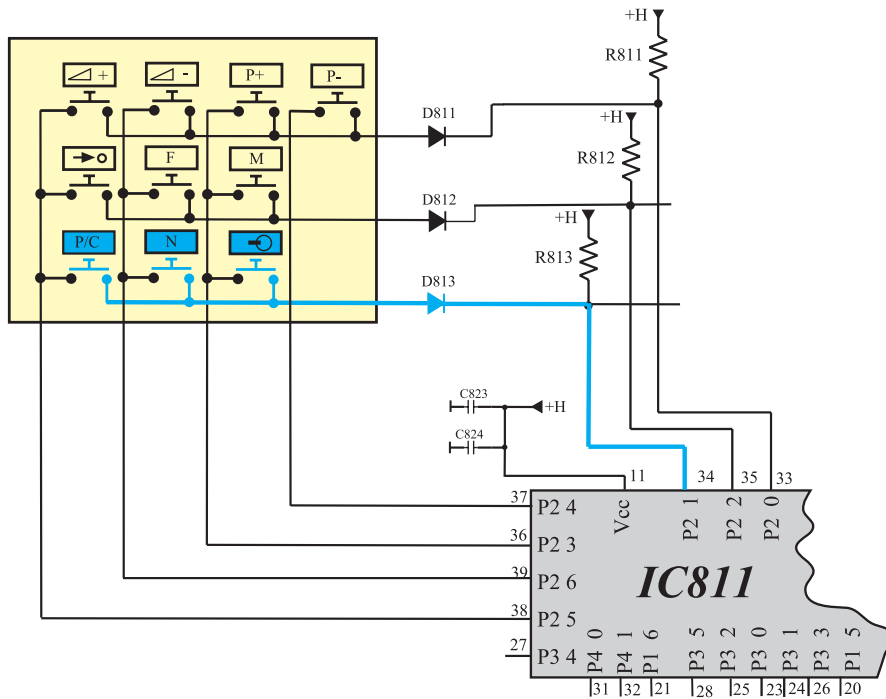 +H
R811
+
-
P+
P-
D811
+H
R812
F
M
D812
+H
R813
P/C
N
D813
C823
+H
C824
11
34
35
33
37
P2 4
Vcc
P2 1
P2 2
P2 0
36
P2 3
39
P2 6
IC811
38
P2 5
27
P3 4
P4 0
P4 1
P1 6
P3 5
P3 2
P3 0
P3 1
P3 3
P1 5
31
32
21
28
25
23
24
26
20